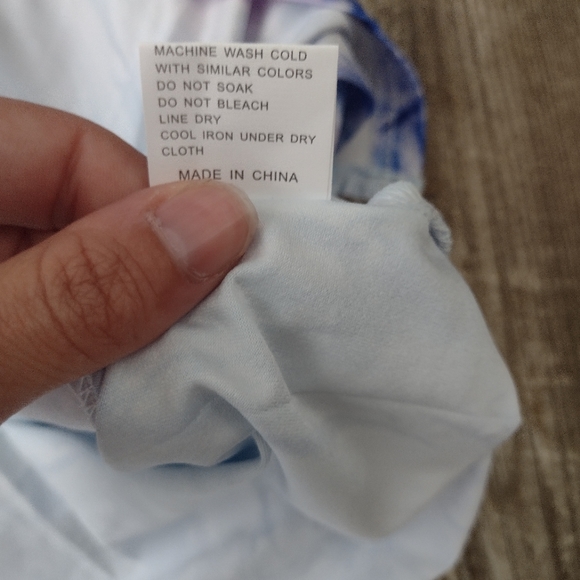 MACHINE WASH COLD
WITH SIMILAR COLORS
DO NOT SOAK
DO NOT BLEACH
LINE DRY
COOL IRON UNDER DRY
CLOTH
MADE IN CHINA